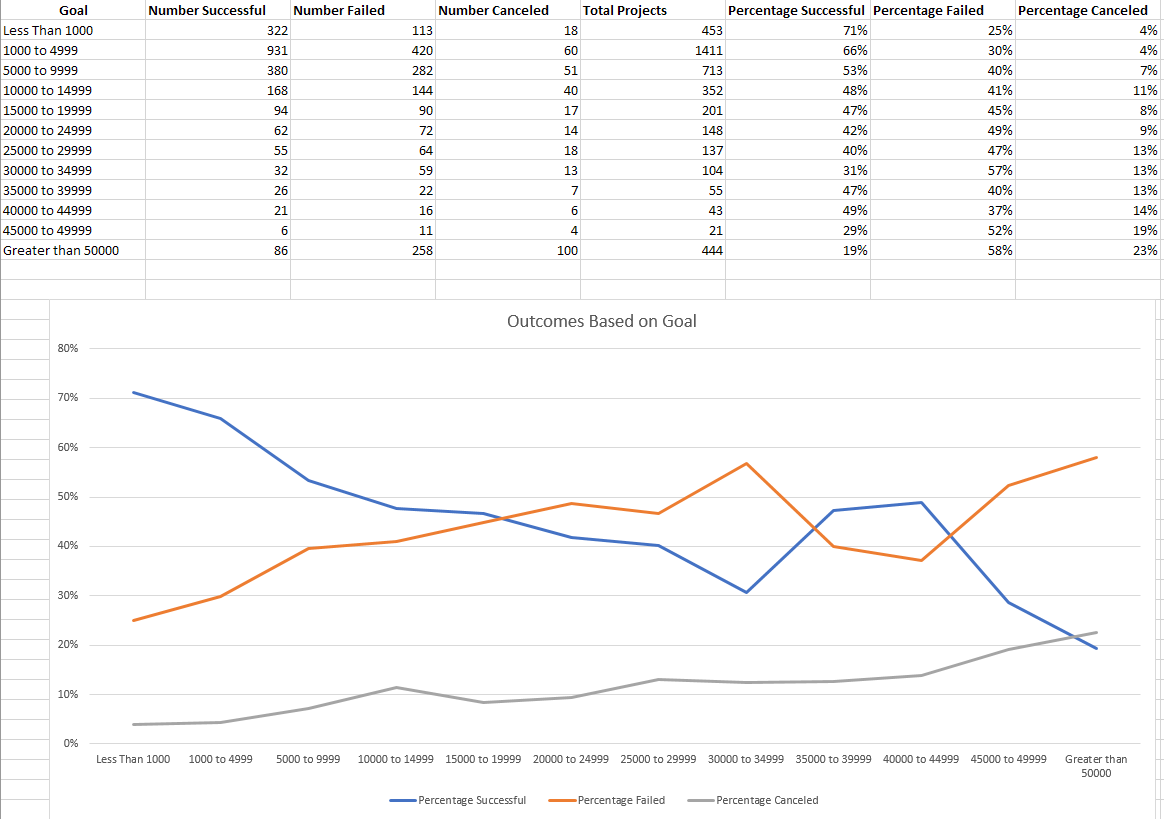 Goal Number Successful Number Failed Number Canceled Total Projects Percentage Successful Percentage Failed Percentage Canceled
Less Than 1000 322 113 18 453 71% 25% 4%
1000 to 4999 931 420 60 1411 66% 30% 4%
5000 to 9999 380 282 51 713 53% 40% 7%
10000 to 14999 168 144 40 352 48% 41% 11%
15000 to 19999 94 90 17 201 47% 45% 8%
20000 to 24999 62 72 14 148 42% 49% 9%
25000 to 29999 55 64 18 137 40% 47% 13%
30000 to 34999 32 59 13 104 31% 57% 13%
35000 to 39999 26 22 7 55 47% 40% 13%
40000 to 44999 21 16 6 43 49% 37% 14%
45000 to 49999 6 11 4 21 29% 52% 19%
Greater than 50000 86 258 100 444 19% 58% 23%
Outcomes Based on Goal
80%
70%
60%
50%
40%
30%
20%
10%
0%
Less Than 1000 1000 to 4999 5000 to 9999 10000 to 14999 15000 to 19999 20000 to 24999 25000 to 29999 30000 to 34999 35000 to 39999 40000 to 44999 45000 to 49999 Greater than
50000
Percentage Successful Percentage Failed Percentage Canceled